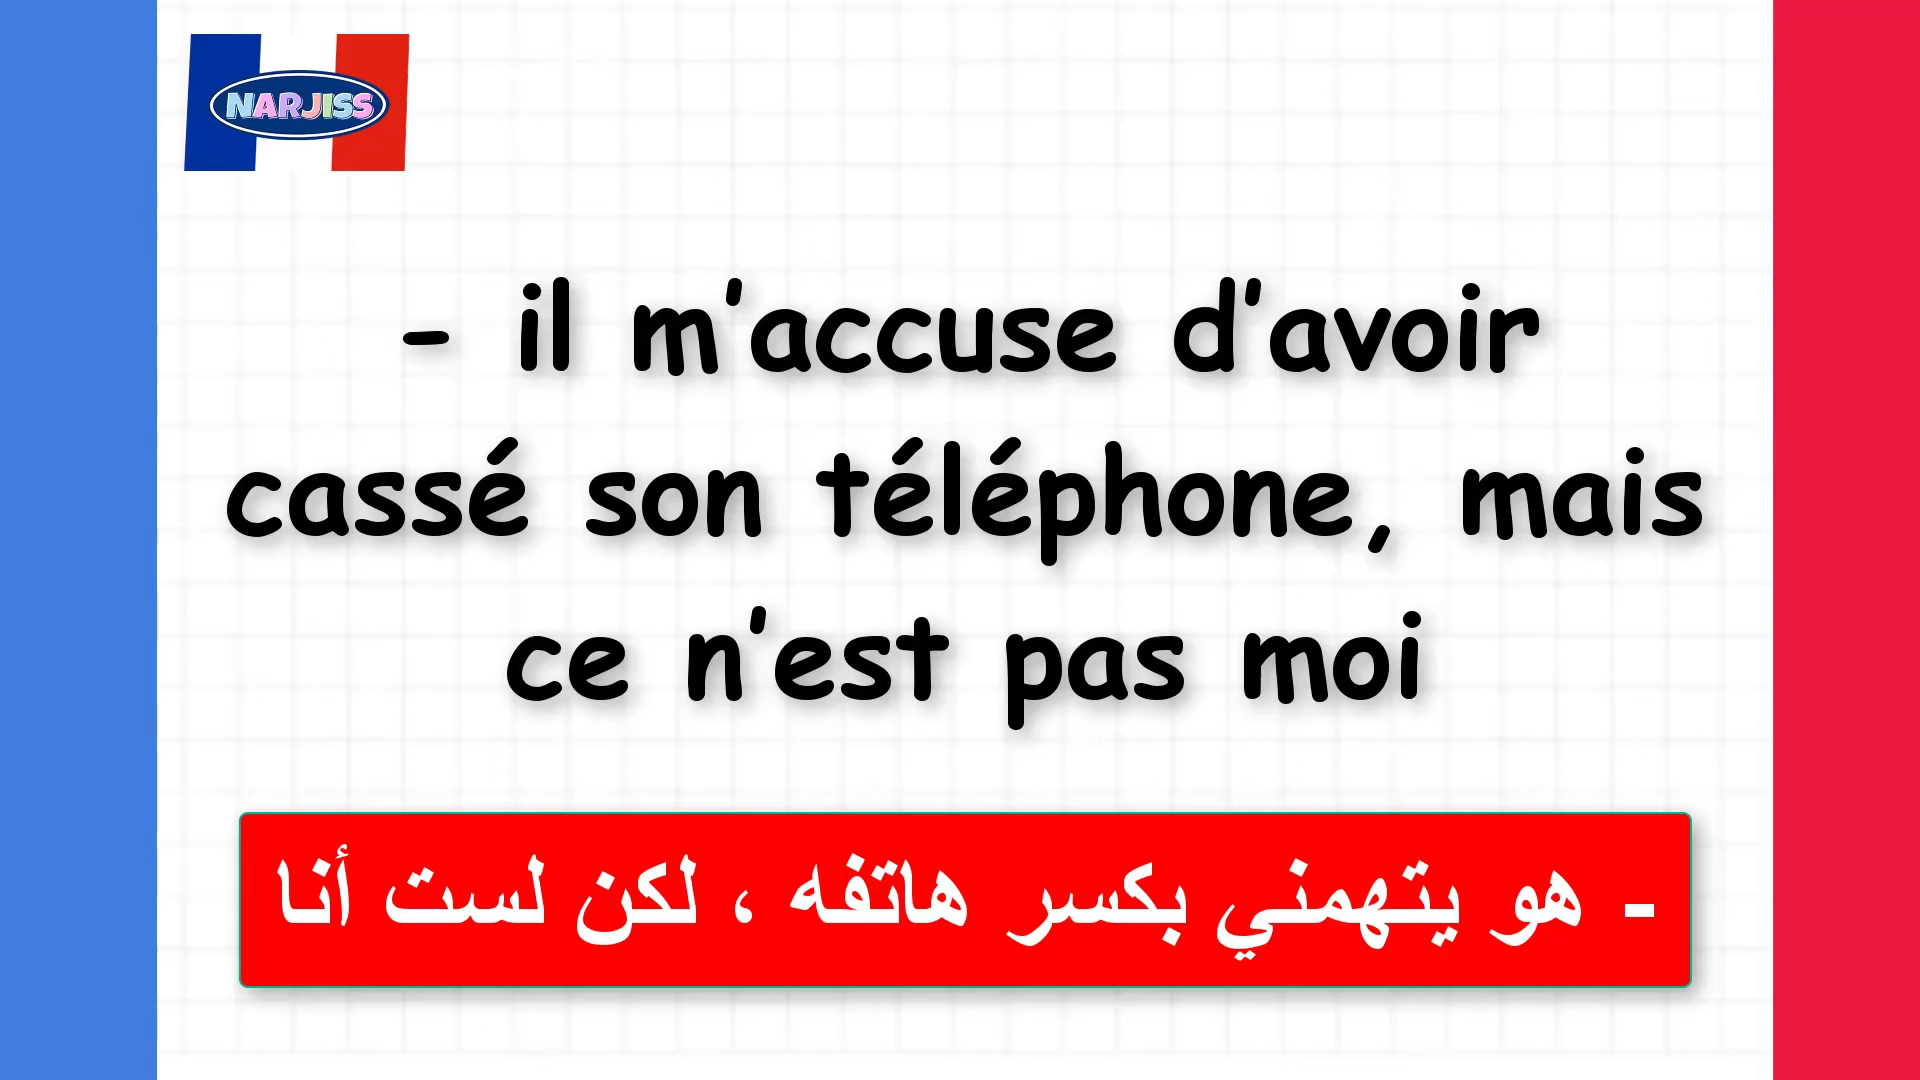 NARJISS
- il m’accuse d’avoir
cassé son téléphone, mais
ce n’est pas moi
- هو يتهمني بكسر هاتفه ، لكن لست أنا